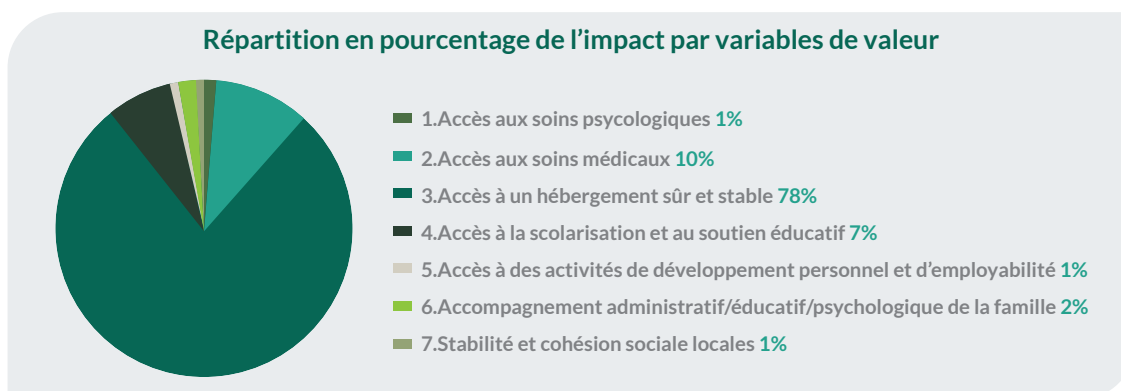 Répartition en pourcentage de l’impact par variables de valeur
1.Accès aux soins psycologiques 1%
2.Accès aux soins médicaux 10%
3.Accès à un hébergement sûr et stable 78%
4.Accès à la scolarisation et au soutien éducatif 7%
5.Accès à des activités de développement personnel et d’employabilité 1%
6.Accompagnement administratif/éducatif/psychologique de la famille 2%
7.Stabilité et cohésion sociale locales 1%